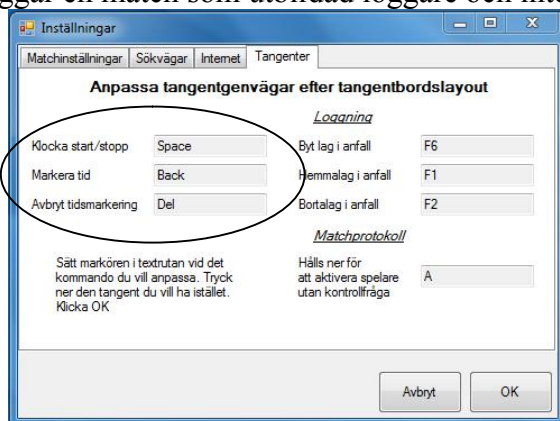 Inställningar
Matchinställningar Sökvägar Internet Tangenter
Anpassa tangentgenvägar efter tangentbordslayout
Loggning
Klocka start/stopp Space Byt lag i anfall F6
Markera tid Back Hemmalag i anfall F1
Avbryt tidsmarkering Del Bortalag i anfall F2
Matchprotokoll
Sätt markören i textrutan vid det
kommando du vill anpassa. Tryck
ner den tangent du vill ha istället.
Klicka OK
Hålls ner för
att aktivera spelare A
utan kontrollfråga
Avbryt OK